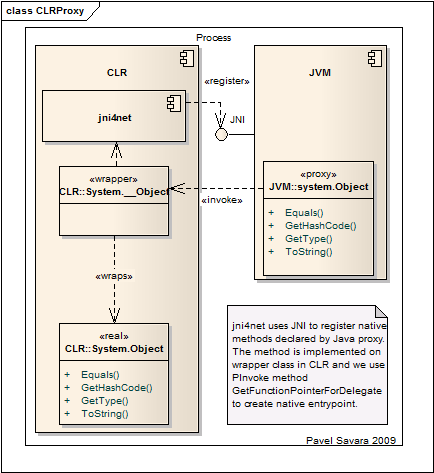 class CLRProxy
Process
CLR
jni4net
«register»
JNI
JVM
«wrapper»
CLR::System.__Object
«invoke»
«proxy»
JVM::system.Object
+ Equals()
+ GetHashCode()
+ GetType()
+ ToString()
«wraps»
«real»
CLR::System.Object
+ Equals()
+ GetHashCode()
+ GetType()
+ ToString()
jni4net uses JNI to register native
methods declared by Java proxy.
The method is implemented on
wrapper class in CLR and we use
PInvoke method
GetFunctionPointerForDelegate
to create native entrypoint.
Pavel Savara 2009